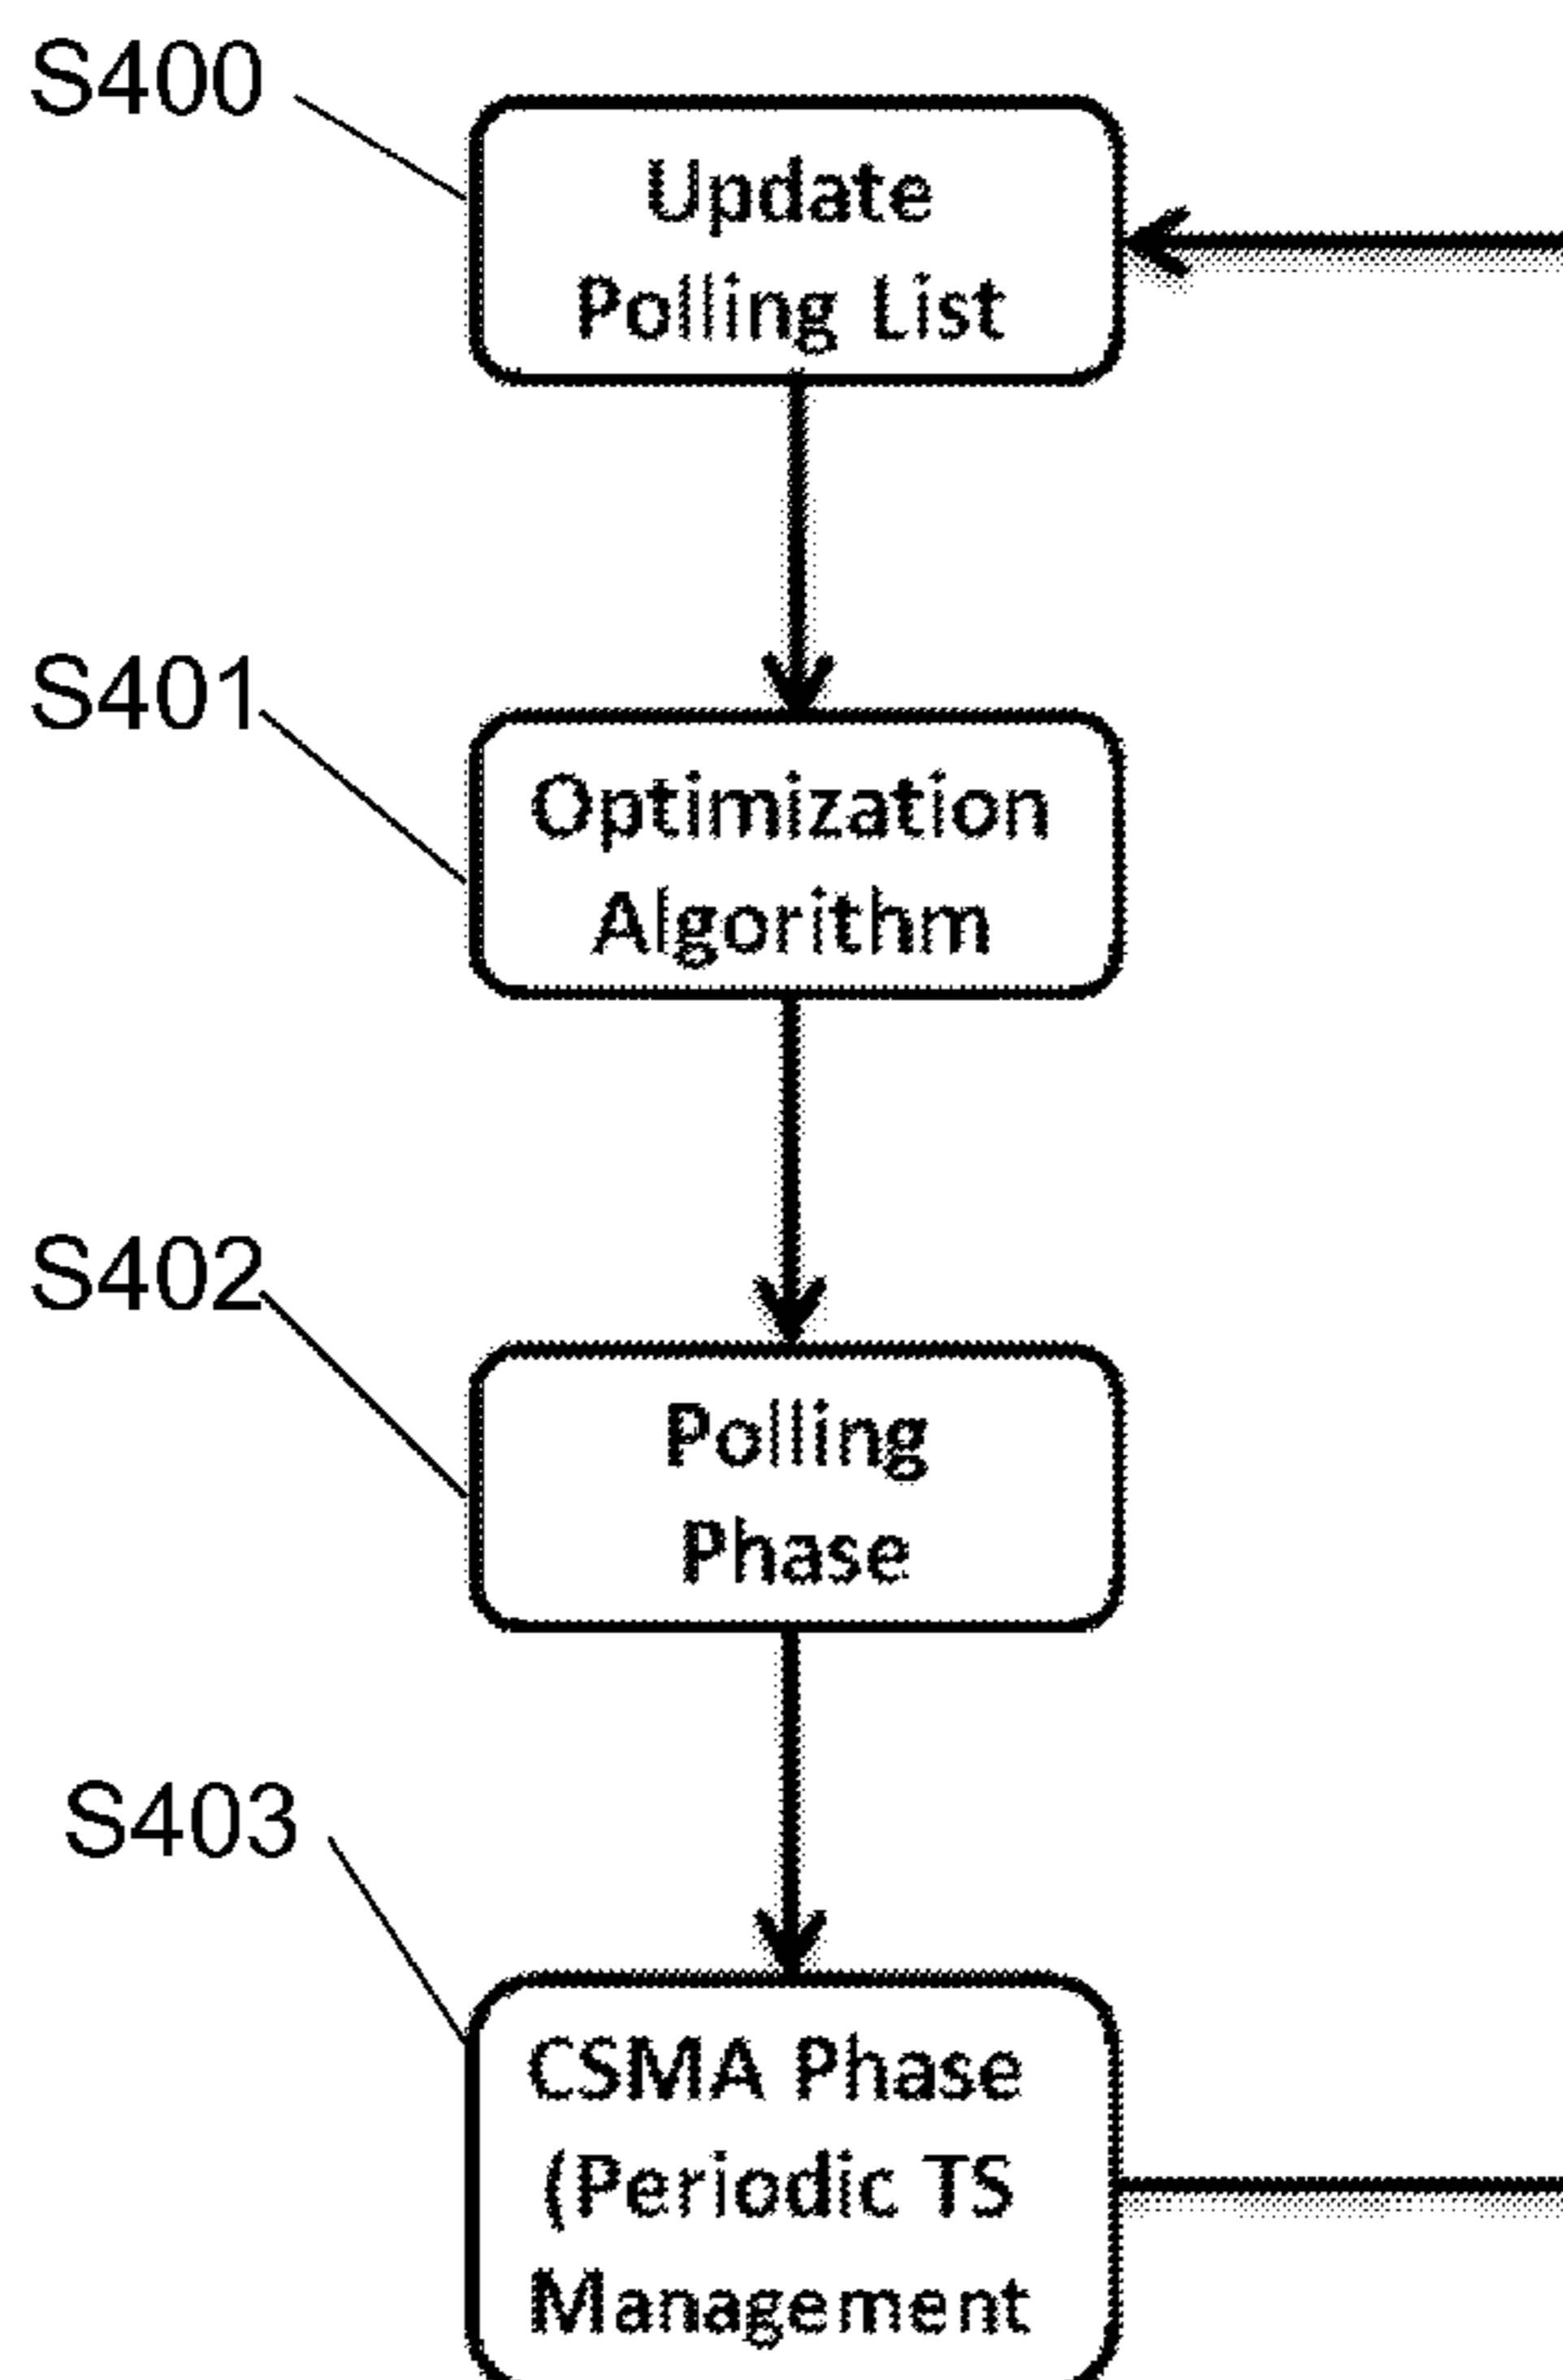 S400
Update
Polling List
S401
Optimization
Algorithm
S402
Polling
Phase
S403
CSMA Phase
(Periodic TS
Management